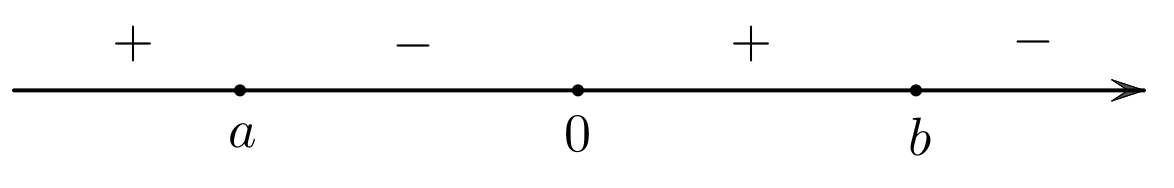 + − + −
a 0 b